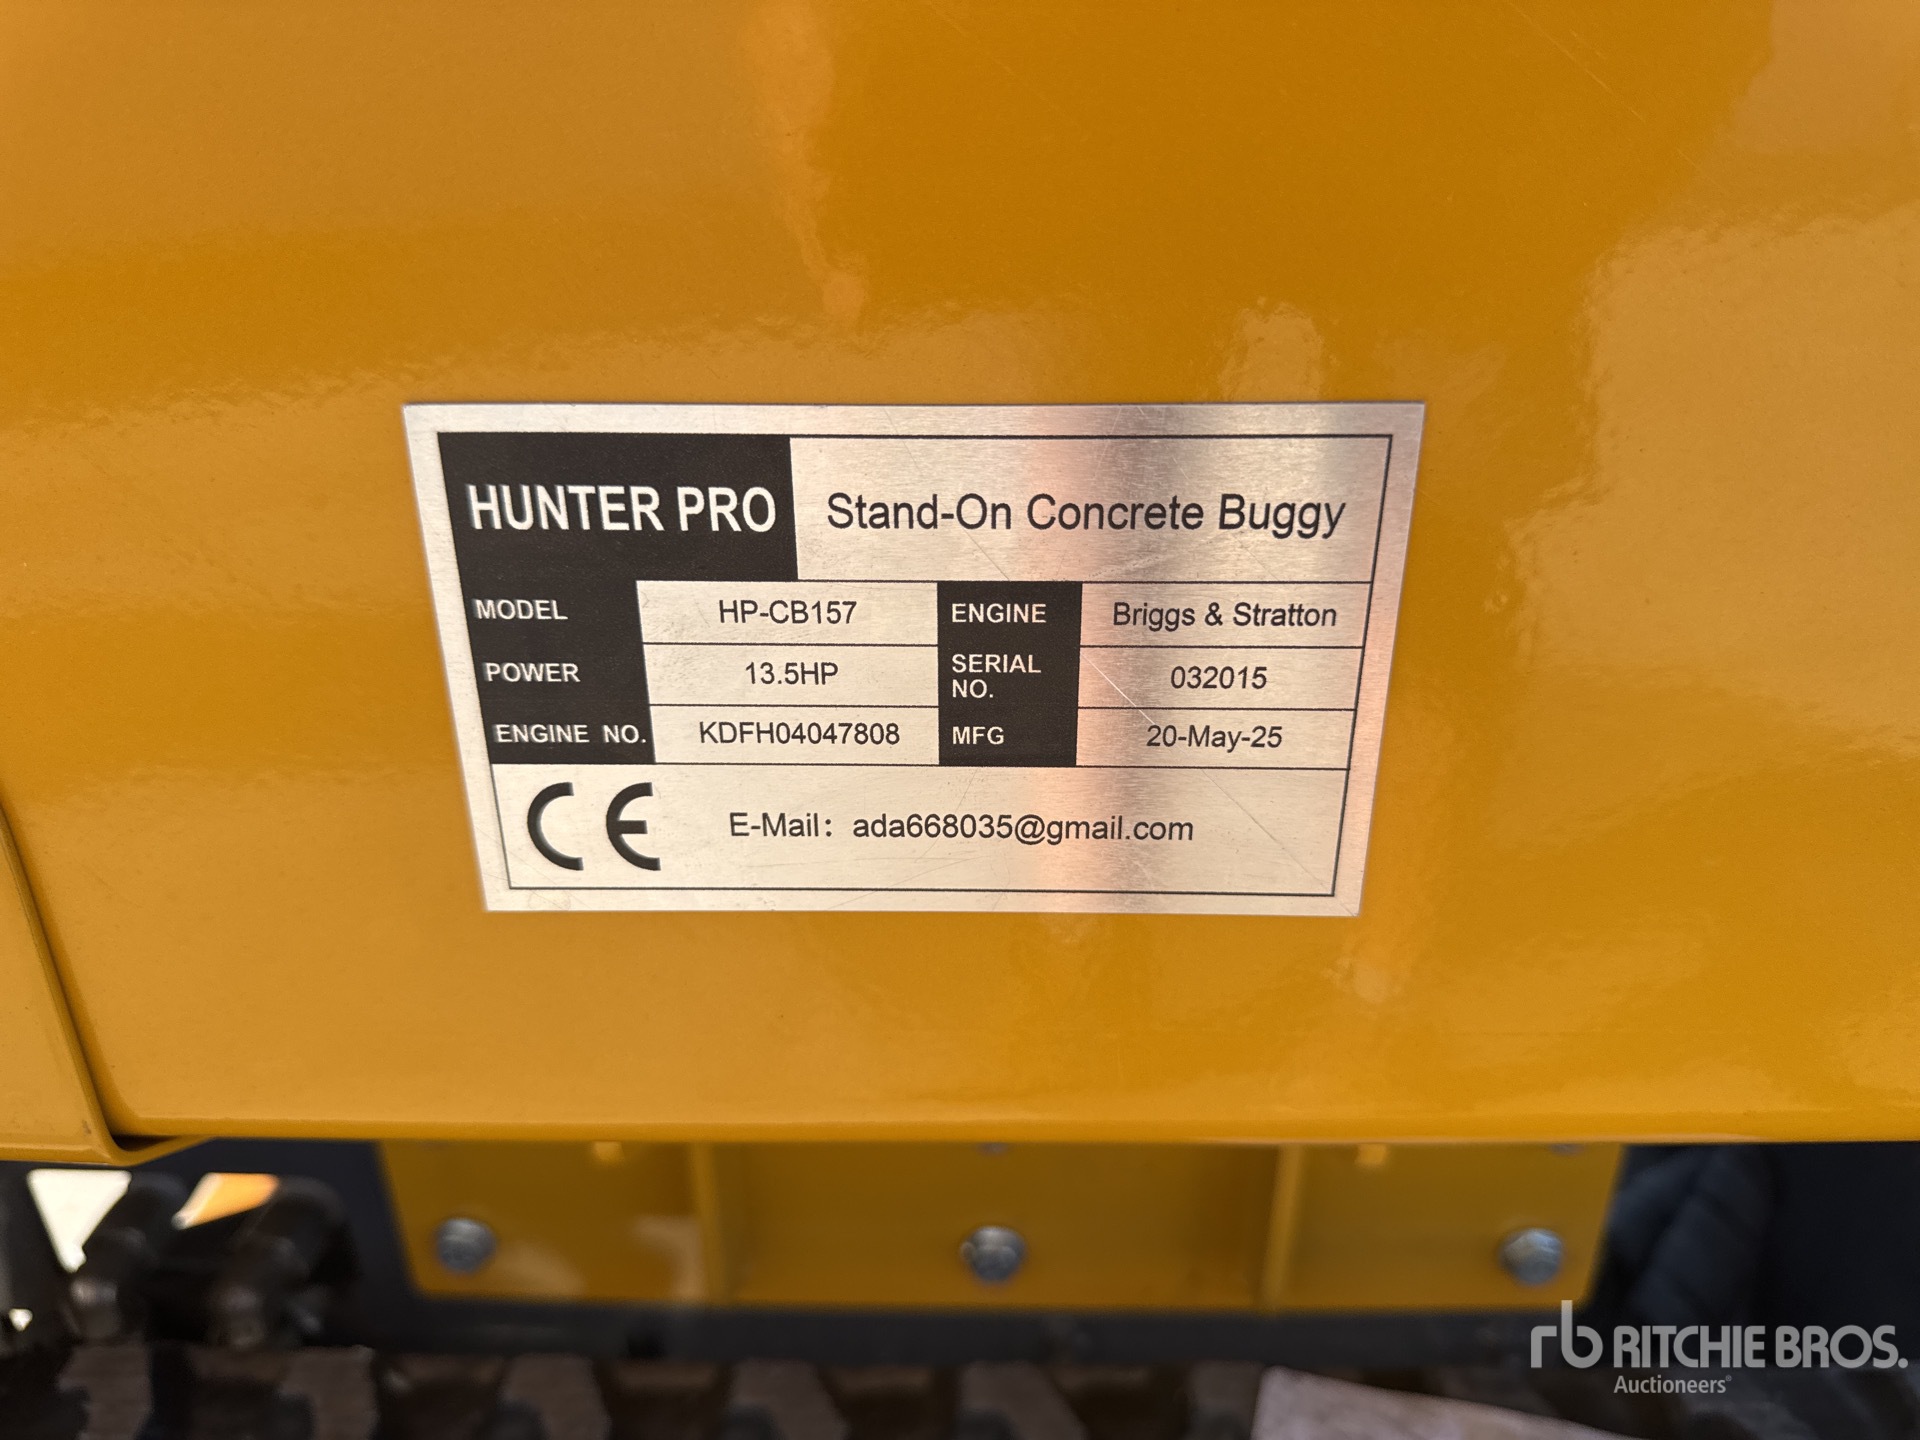 HUNTER PRO Stand-On Concrete Buggy
MODEL HP-CB157 ENGINE Briggs & Stratton
POWER 13.5HP SERIAL NO. 032015
ENGINE NO. KDFH04047808 MFG 20-May-25
CE E-Mail: ada668035@gmail.com
rb RITCHIE BROS.
Auctioneers®